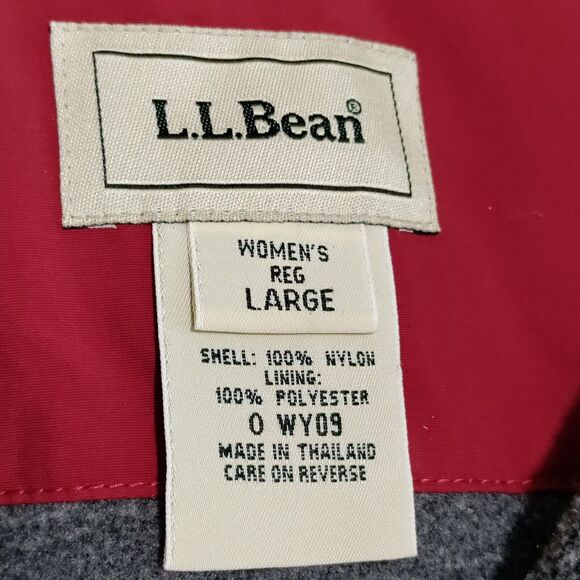 L.L.Bean®
WOMEN'S
REG
LARGE
SHELL: 100% NYLON
LINING:
100% POLYESTER
0 WY09
MADE IN THAILAND
CARE ON REVERSE